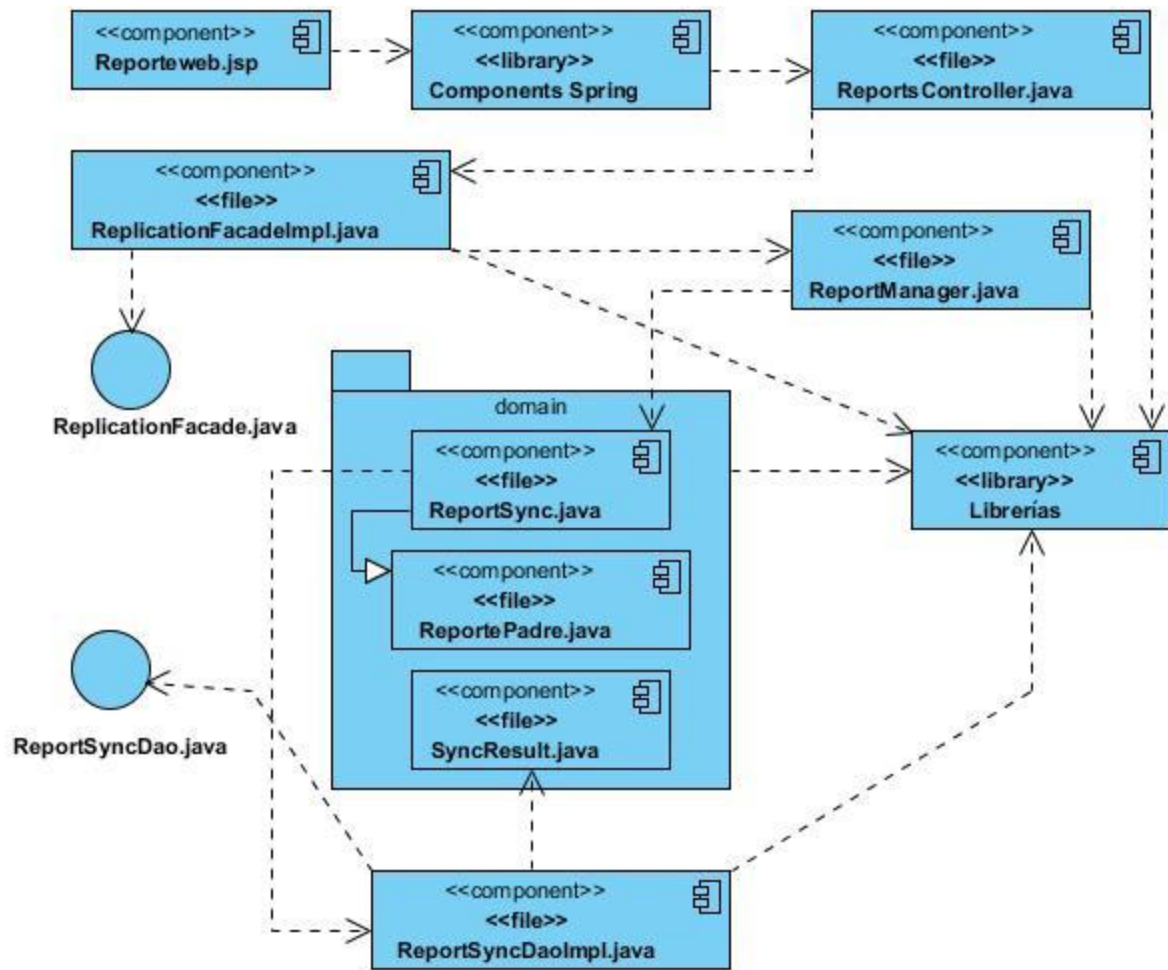 <<component>>
Reporteweb.jsp
<<component>>
<<library>>
Components Spring
<<component>>
<<file>>
ReportsController.java
<<component>>
<<file>>
ReplicationFacadeImpl.java
<<component>>
<<file>>
ReportManager.java
ReplicationFacade.java
domain
<<component>>
<<file>>
ReportSync.java
<<component>>
<<library>>
Librerías
<<component>>
<<file>>
ReportePadre.java
<<component>>
<<file>>
SyncResult.java
ReportSyncDao.java
<<component>>
<<file>>
ReportSyncDaoImpl.java